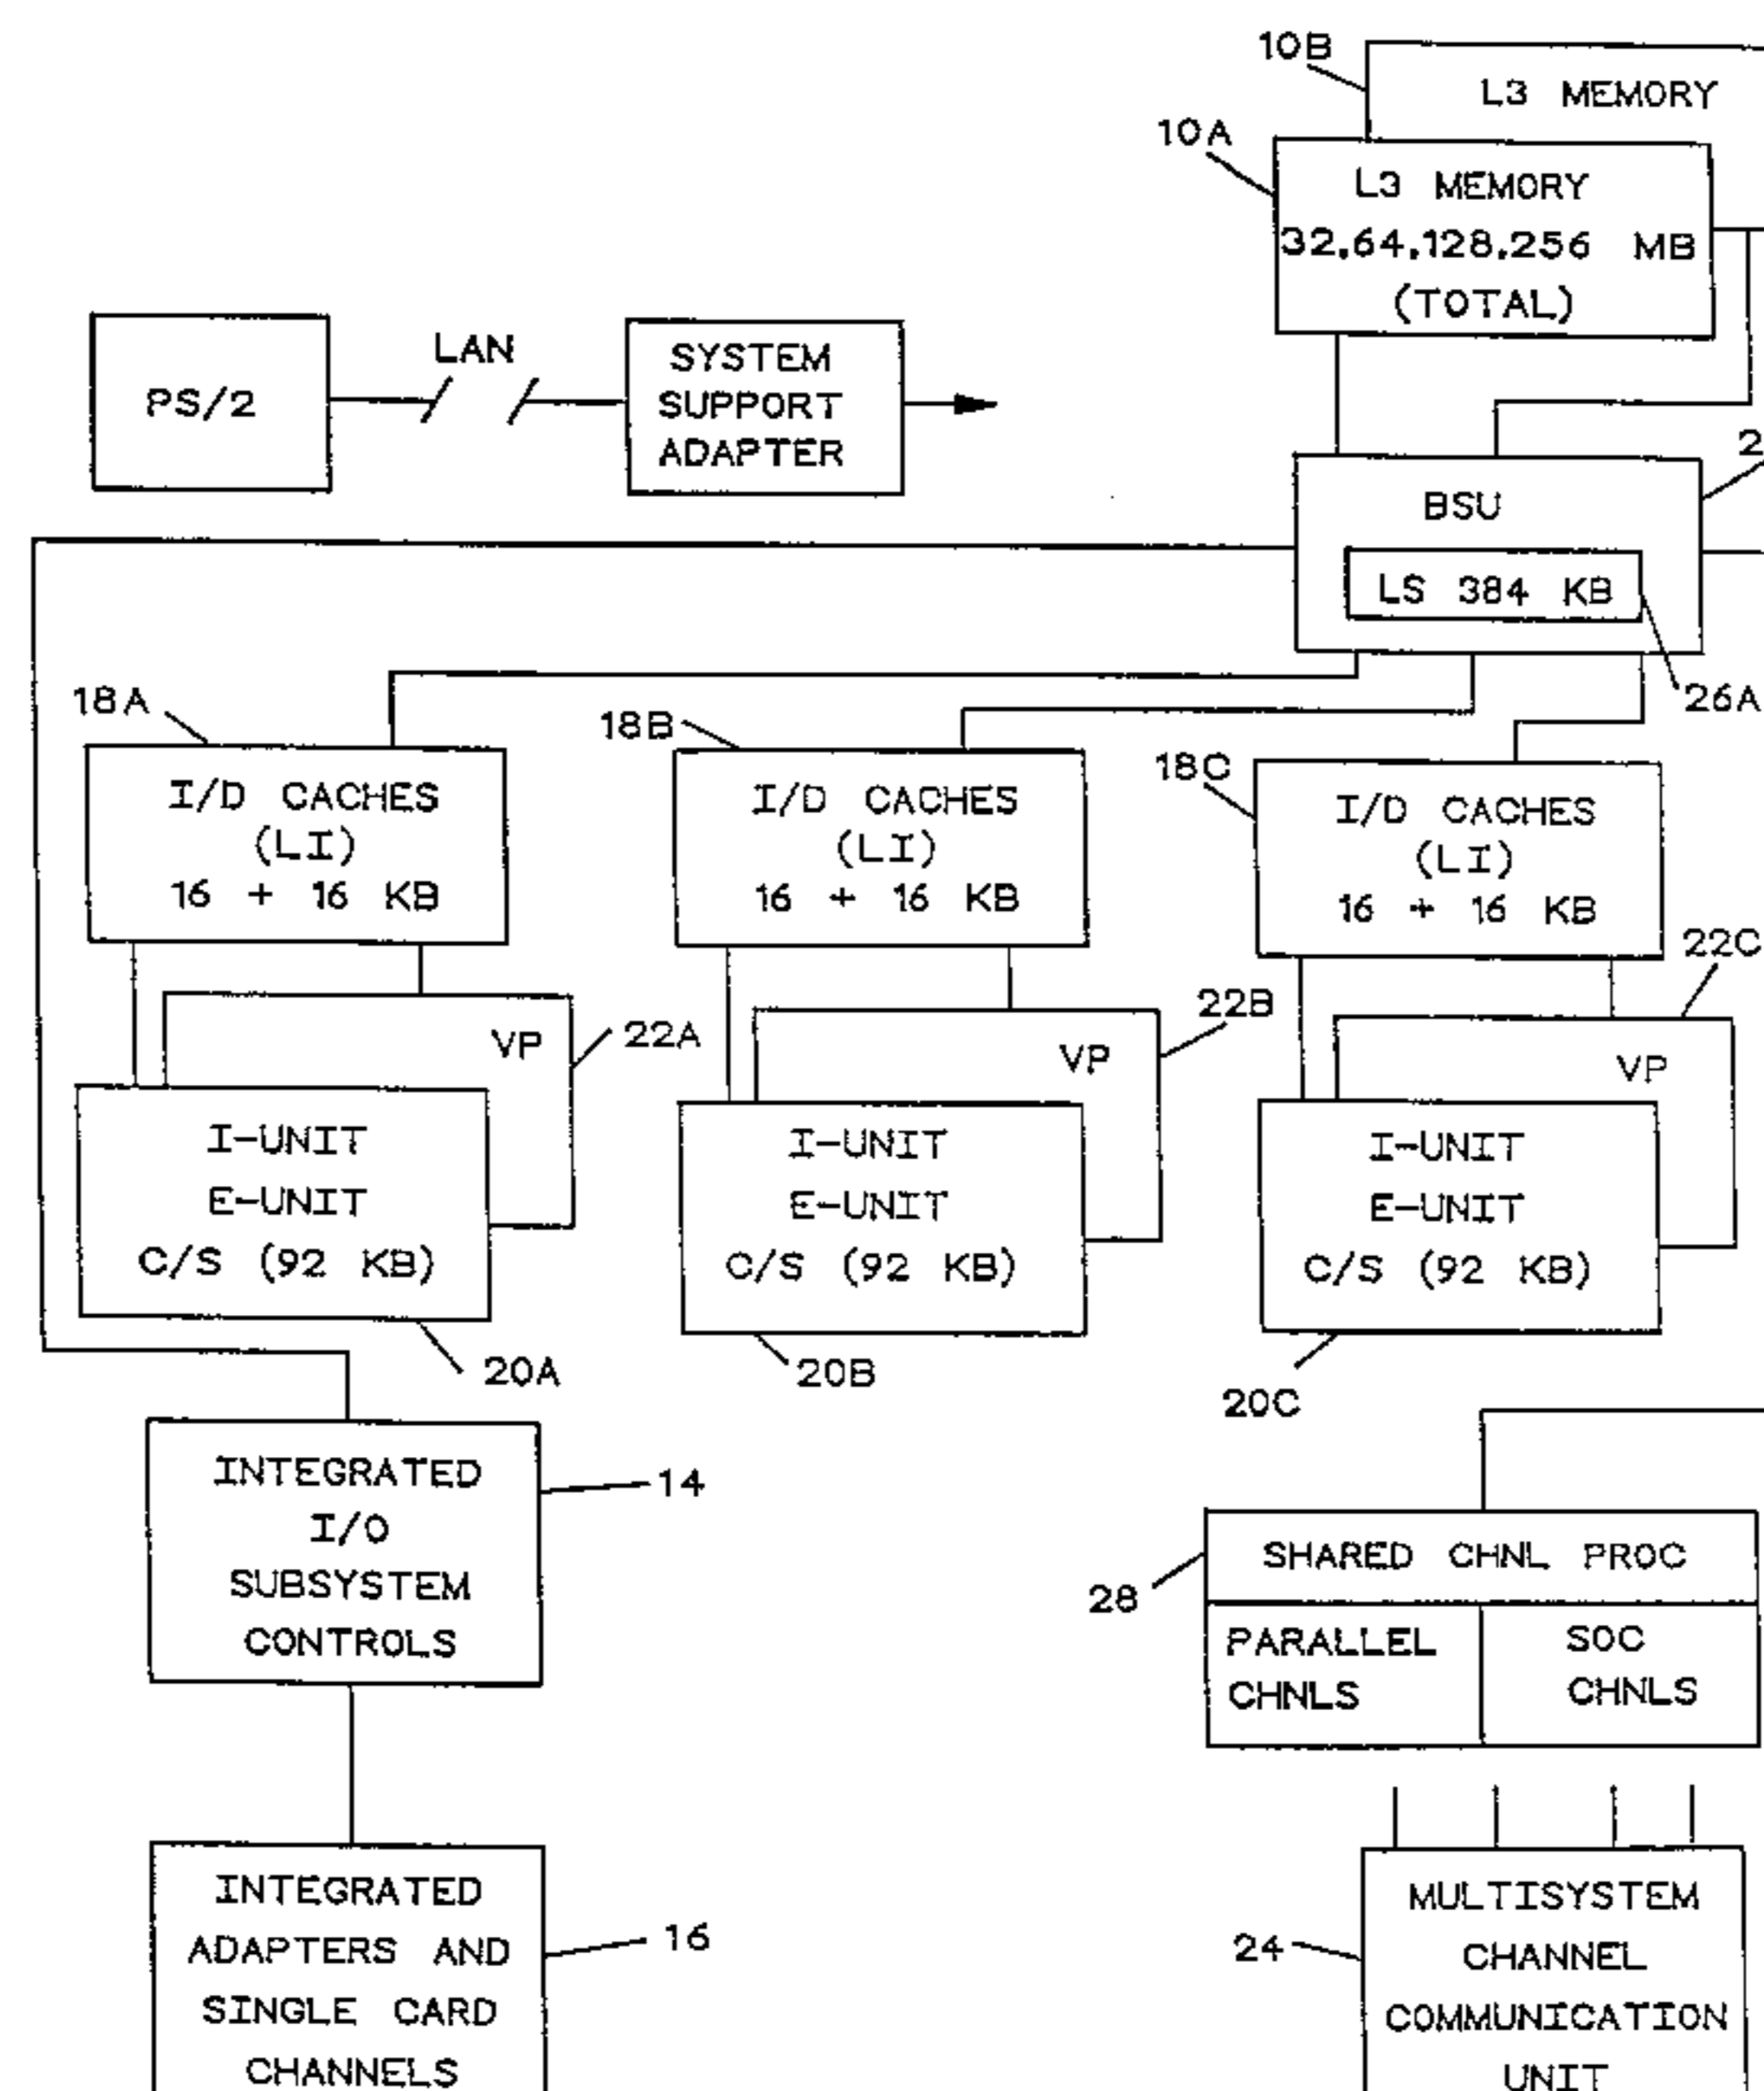 10B
L3 MEMORY
10A
L3 MEMORY
32,64,128,256 MB
(TOTAL)
PS/2
LAN
SYSTEM
SUPPORT
ADAPTER
BSU
LS 384 KB
26A
18A
I/D CACHES
(LI)
16 + 16 KB
18B
I/D CACHES
(LI)
16 + 16 KB
18C
I/D CACHES
(LI)
16 + 16 KB
VP
22A
I-UNIT
E-UNIT
C/S (92 KB)
20A
VP
22B
I-UNIT
E-UNIT
C/S (92 KB)
20B
VP
22C
I-UNIT
E-UNIT
C/S (92 KB)
20C
INTEGRATED
I/O
SUBSYSTEM
CONTROLS
14
28
SHARED CHNL PROC
PARALLEL
CHNLS
SOC
CHNLS
INTEGRATED
ADAPTERS AND
SINGLE CARD
CHANNELS
16
24
MULTISYSTEM
CHANNEL
COMMUNICATION
UNIT